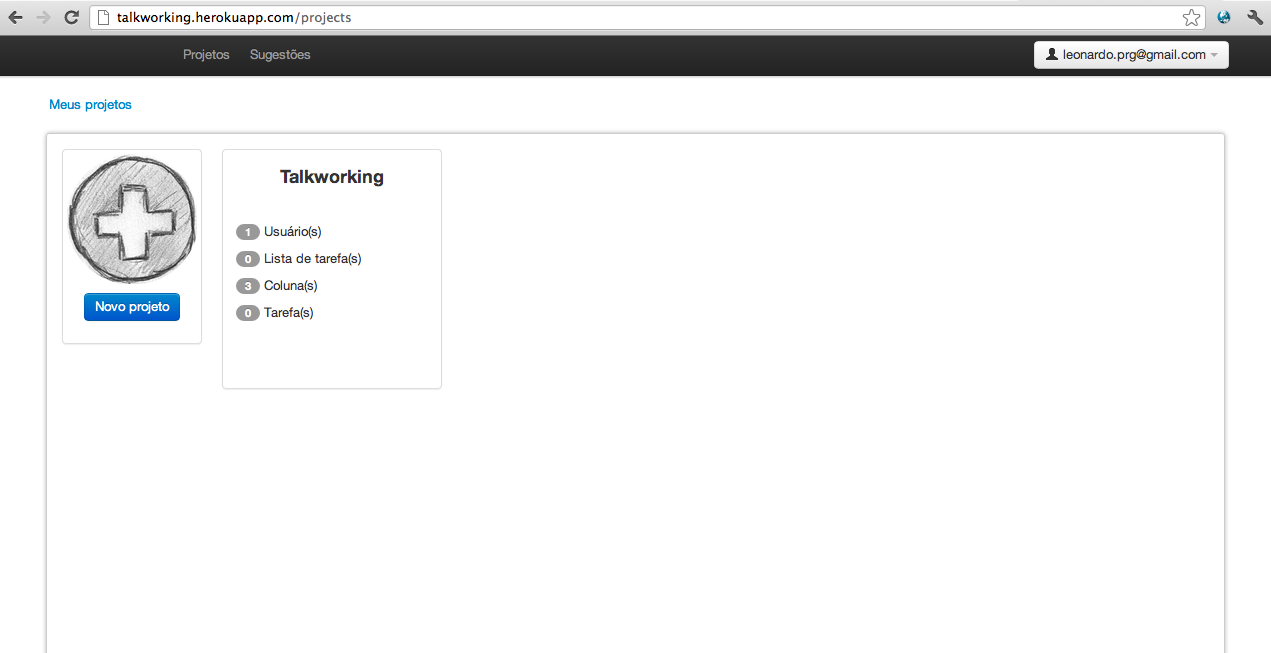 talkworking.herokuapp.com/projects
Projetos Sugestões leonardo.prg@gmail.com
Meus projetos
Novo projeto
Talkworking
1 Usuário(s)
0 Lista de tarefa(s)
3 Coluna(s)
0 Tarefa(s)